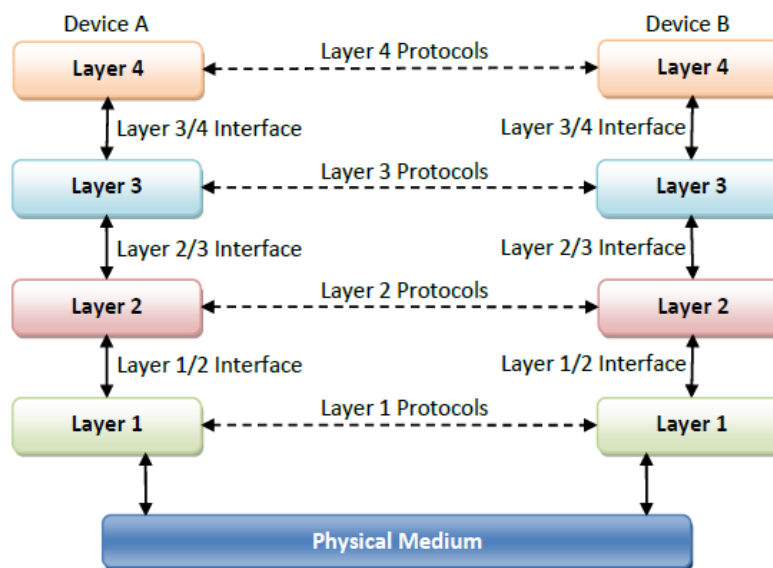 Device A
Device B
Layer 4
Layer 4 Protocols
Layer 4
Layer 3/4 Interface
Layer 3/4 Interface
Layer 3
Layer 3 Protocols
Layer 3
Layer 2/3 Interface
Layer 2/3 Interface
Layer 2
Layer 2 Protocols
Layer 2
Layer 1/2 Interface
Layer 1/2 Interface
Layer 1
Layer 1 Protocols
Layer 1
Physical Medium